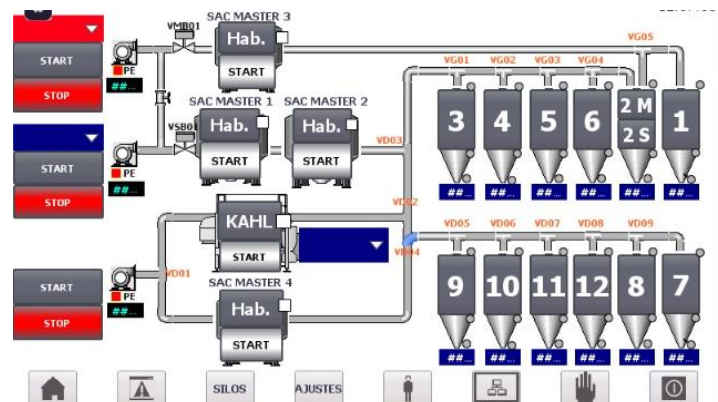 SAC MASTER 3
VMB01
Hab.
START
START
STOP
PE
##...
VG05
VG01 VG02 VG03 VG04
3 4 5 6 2 M 1
2 S
SAC MASTER 1 SAC MASTER 2
VSB01
Hab. Hab.
START START
START
STOP
PE
##...
VD03
##... ##... ##... ##... ##... ##...
VD02
KAHL
START
VD04
VD05 VD06 VD07 VD08 VD09
9 10 11 12 8 7
VD01
SAC MASTER 4
Hab.
START
START
STOP
PE
##...
##... ##... ##... ##... ##... ##...
SILOS AJUSTES